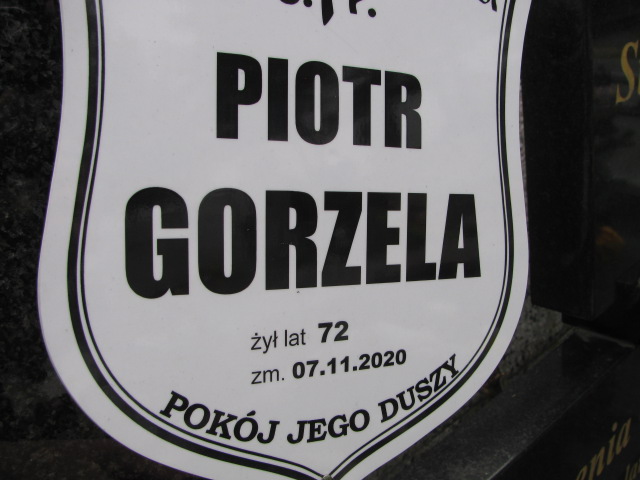 Ś. † P.
PIOTR
GORZELA
żył lat 72
zm. 07.11.2020
POKÓJ JEGO DUSZY